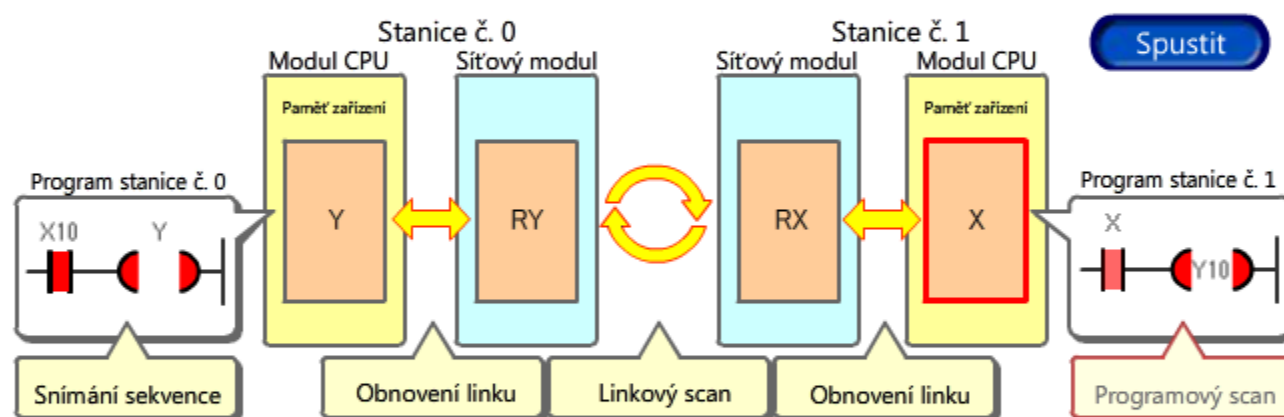 Stanice č. 0
Stanice č. 1
Spustit
Modul CPU
Síťový modul
Síťový modul
Modul CPU
Paměť zařízení
Paměť zařízení
Program stanice č. 0
Program stanice č. 1
X10
Y
Y
RY
RX
X
X
Y10
Snímání sekvence
Obnovení linku
Linkový scan
Obnovení linku
Programový scan